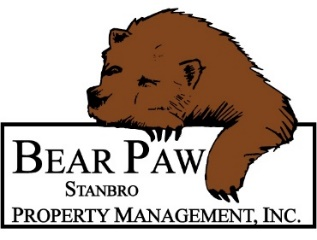 BEAR PAW
STANBRO
PROPERTY MANAGEMENT, INC.